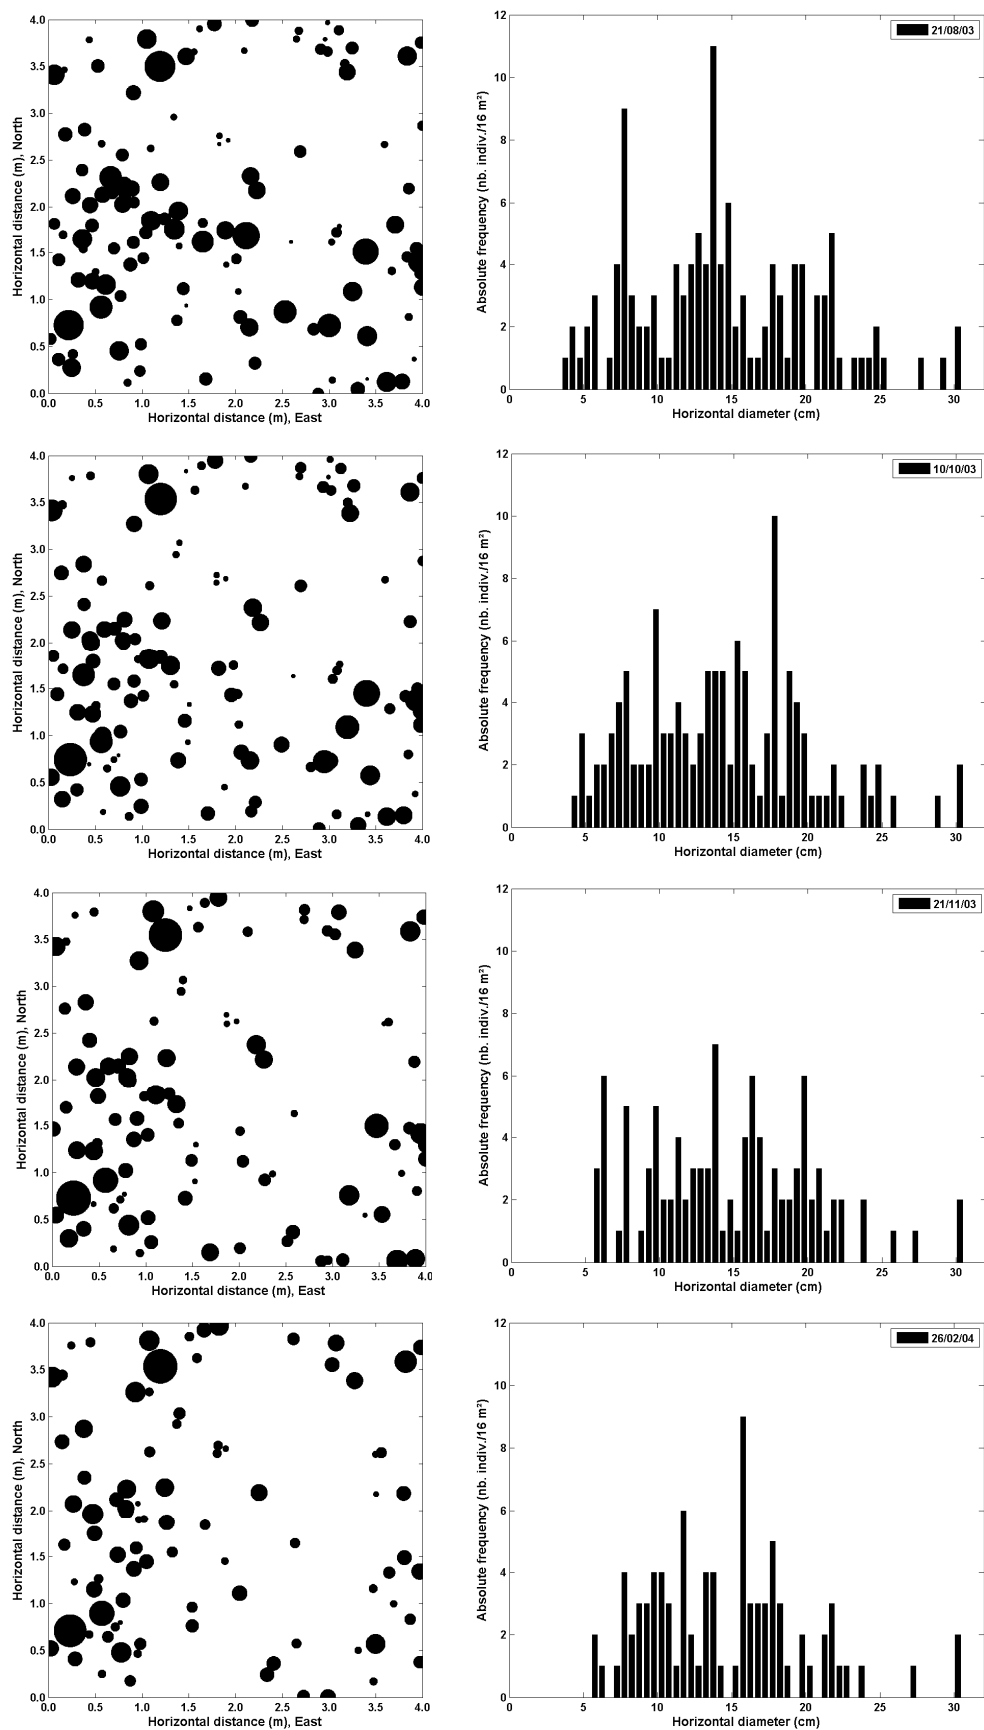 4.0
3.5
3.0
2.5
2.0
1.5
1.0
0.5
0.0
Horizontal distance (m), North
0.0 0.5 1.0 1.5 2.0 2.5 3.0 3.5 4.0
Horizontal distance (m), East
12
10
8
6
4
2
0
Absolute frequency (nb. indiv./16 m²)
21/08/03
0 5 10 15 20 25 30
Horizontal diameter (cm)
4.0
3.5
3.0
2.5
2.0
1.5
1.0
0.5
0.0
Horizontal distance (m), North
0.0 0.5 1.0 1.5 2.0 2.5 3.0 3.5 4.0
Horizontal distance (m), East
12
10
8
6
4
2
0
Absolute frequency (nb. indiv./16 m²)
10/10/03
0 5 10 15 20 25 30
Horizontal diameter (cm)
4.0
3.5
3.0
2.5
2.0
1.5
1.0
0.5
0.0
Horizontal distance (m), North
0.0 0.5 1.0 1.5 2.0 2.5 3.0 3.5 4.0
Horizontal distance (m), East
12
10
8
6
4
2
0
Absolute frequency (nb. indiv./16 m²)
21/11/03
0 5 10 15 20 25 30
Horizontal diameter (cm)
4.0
3.5
3.0
2.5
2.0
1.5
1.0
0.5
0.0
Horizontal distance (m), North
0.0 0.5 1.0 1.5 2.0 2.5 3.0 3.5 4.0
Horizontal distance (m), East
12
10
8
6
4
2
0
Absolute frequency (nb. indiv./16 m²)
26/02/04
0 5 10 15 20 25 30
Horizontal diameter (cm)